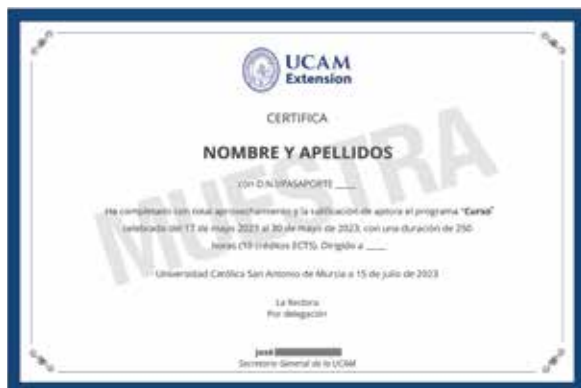 UCAM
Extension
CERTIFICA
NOMBRE Y APELLIDOS
con D.N.I/PASAPORTE ____
MUESTRA
Ha completado con total aprovechamiento y la calificación de apto/a el programa "Curso"
celebrado del 17 de mayo 2023 al 30 de mayo de 2023, con una duración de 250
horas (10 créditos ECTS). Dirigido a ____
Universidad Católica San Antonio de Murcia a 15 de julio de 2023
La Rectora
Por delegación
José
Secretario General de la UCAM